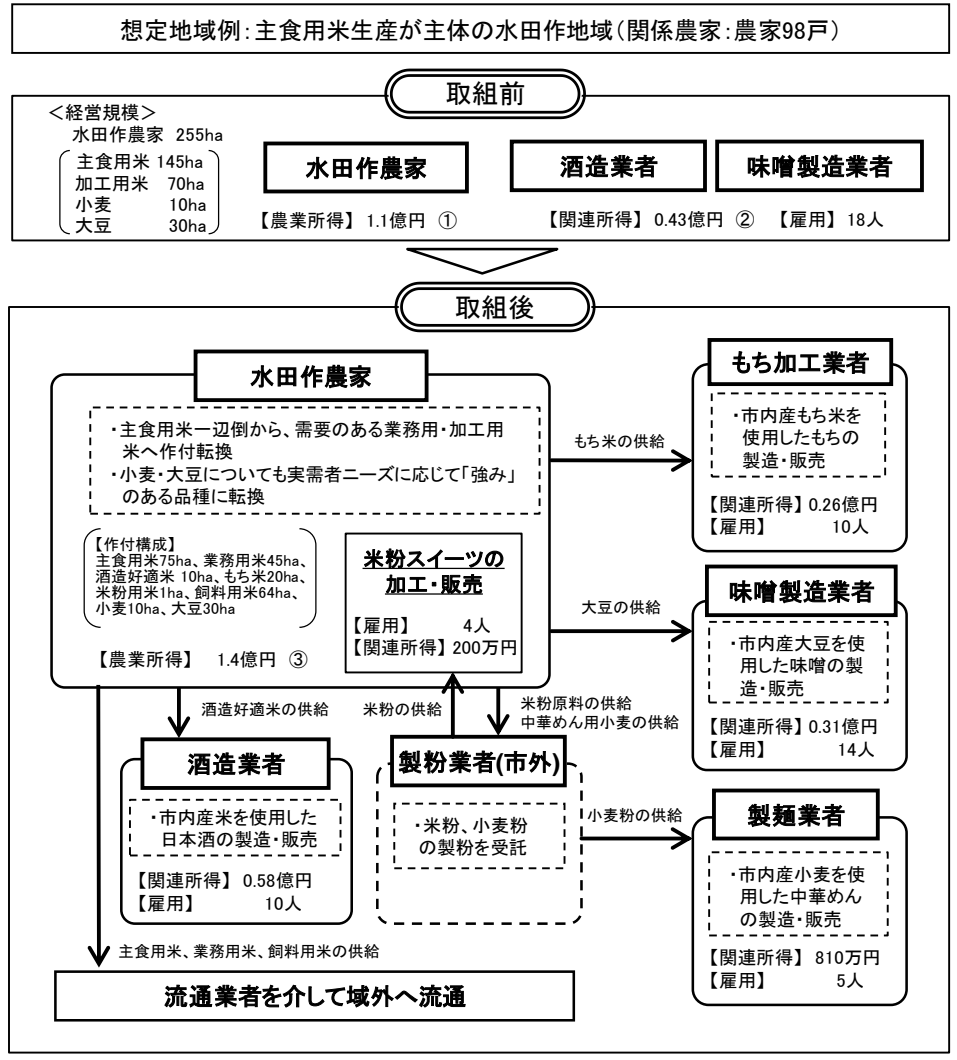 想定地域例：主食用米生産が主体の水田作地域（関係農家：農家98戸）
取組前
＜経営規模＞
水田作農家 255ha
主食用米 145ha
加工用米 70ha
小麦 10ha
大豆 30ha
水田作農家
【農業所得】 1.1億円 ①
酒造業者
味噌製造業者
【関連所得】 0.43億円 ② 【雇用】 18人
取組後
水田作農家
・主食用米一辺倒から、需要のある業務用・加工用
米へ作付転換
・小麦・大豆についても実需者ニーズに応じて「強み」
のある品種に転換
【作付構成】
主食用米75ha、業務用米45ha、
酒造好適米 10ha、もち米20ha、
米粉用米1ha、飼料用米64ha、
小麦10ha、大豆30ha
【農業所得】 1.4億円 ③
米粉スイーツの
加工・販売
【雇用】 4人
【関連所得】 200万円
もち米の供給
もち加工業者
・市内産もち米を
使用したもちの
製造・販売
【関連所得】 0.26億円
【雇用】 10人
大豆の供給
味噌製造業者
・市内産大豆を使
用した味噌の製
造・販売
【関連所得】 0.31億円
【雇用】 14人
酒造好適米の供給
米粉の供給
米粉原料の供給
中華めん用小麦の供給
酒造業者
・市内産米を使用した
日本酒の製造・販売
【関連所得】 0.58億円
【雇用】 10人
製粉業者(市外)
・米粉、小麦粉
の製粉を受託
小麦粉の供給
製麺業者
・市内産小麦を使
用した中華めん
の製造・販売
【関連所得】 810万円
【雇用】 5人
主食用米、業務用米、飼料用米の供給
流通業者を介して域外へ流通